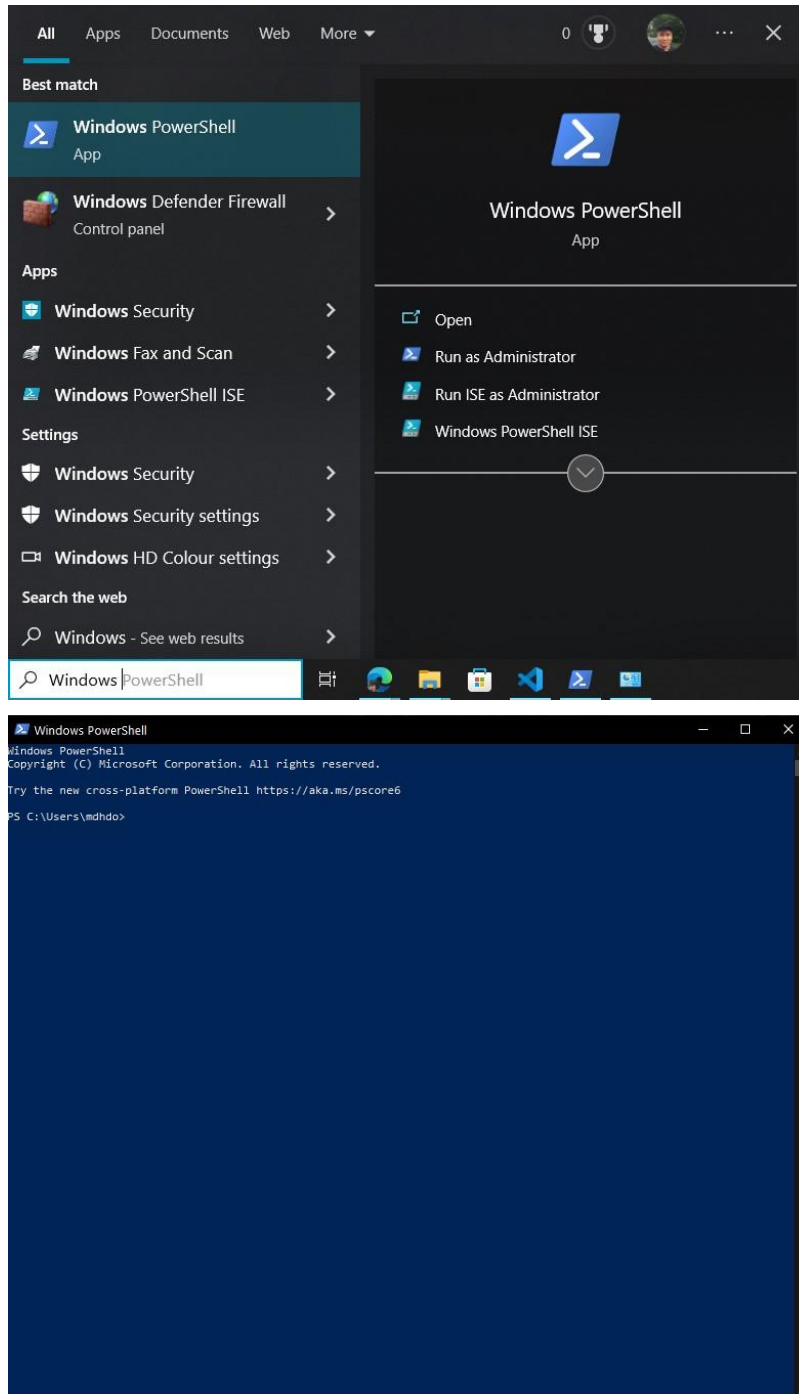 All Apps Documents Web More 0
Best match
Windows PowerShell
App
Windows Defender Firewall
Control panel
Apps
Windows Security
Windows Fax and Scan
Windows PowerShell ISE
Settings
Windows Security
Windows Security settings
Windows HD Colour settings
Search the web
Windows - See web results
Windows PowerShell
Windows PowerShell
App
Open
Run as Administrator
Run ISE as Administrator
Windows PowerShell ISE
Windows PowerShell
Windows PowerShell
Copyright (C) Microsoft Corporation. All rights reserved.
Try the new cross-platform PowerShell https://aka.ms/pscore6
PS C:\Users\mdhdo>